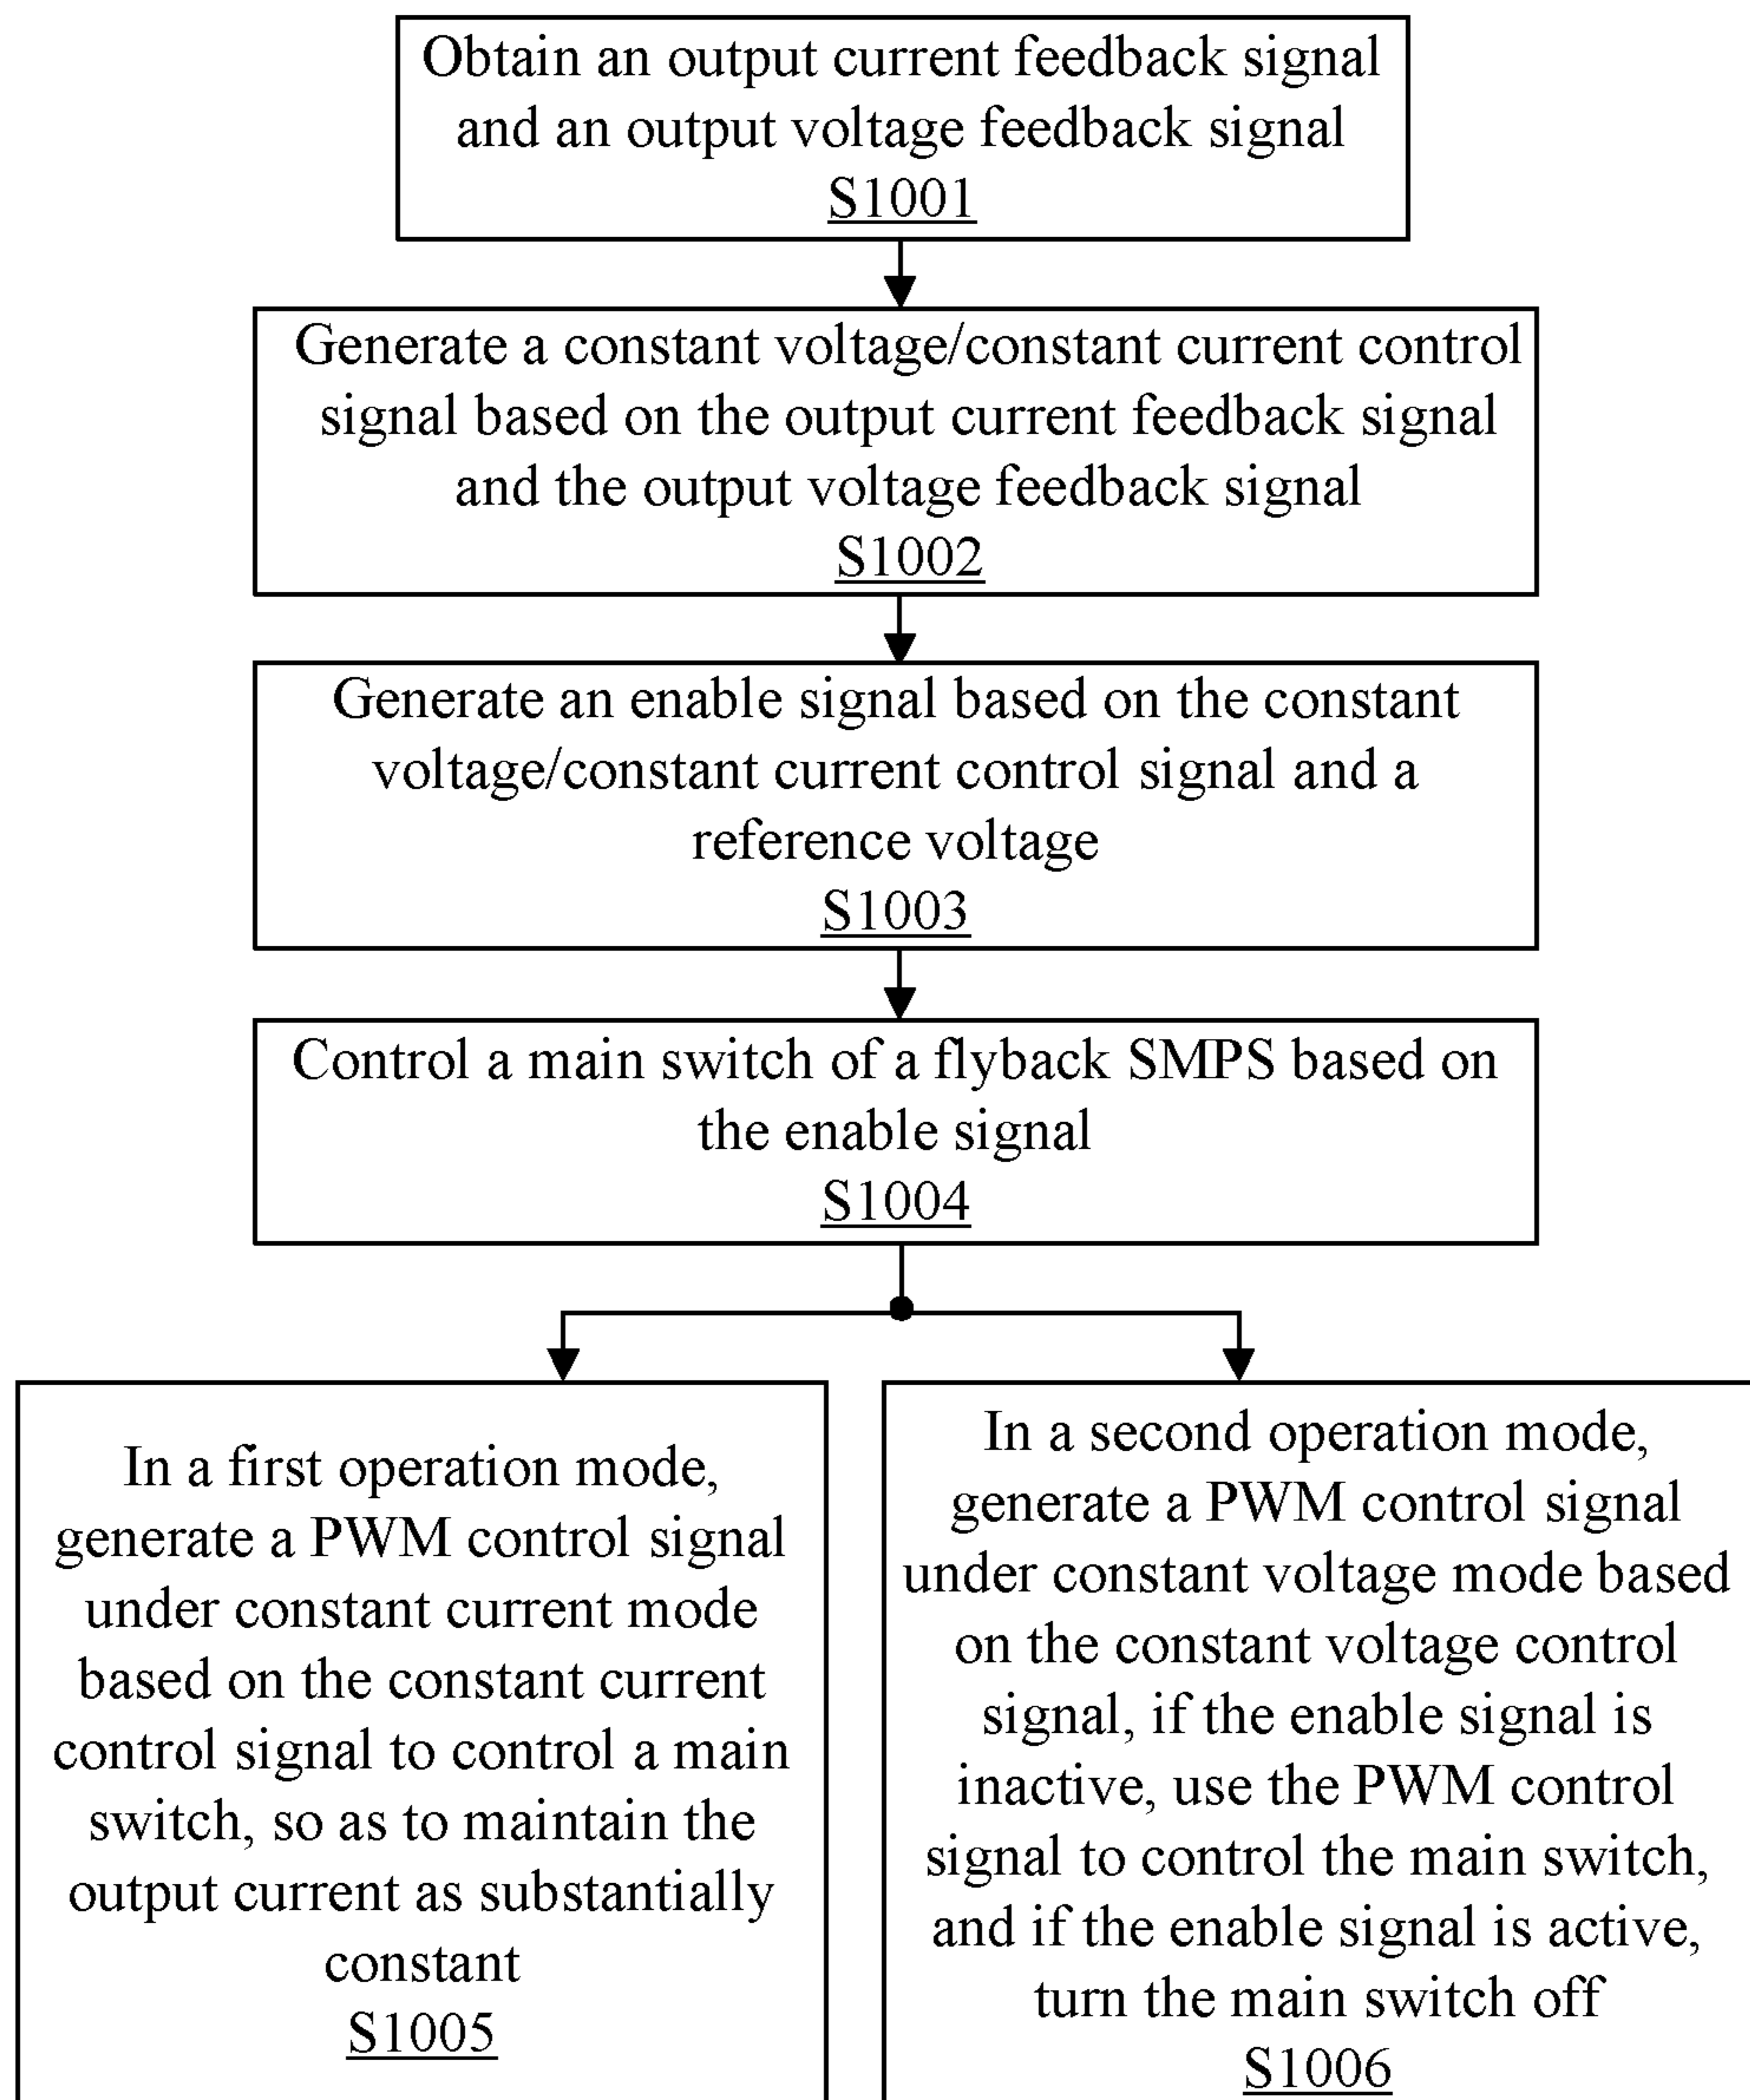 Obtain an output current feedback signal
and an output voltage feedback signal
S1001
Generate a constant voltage/constant current control
signal based on the output current feedback signal
and the output voltage feedback signal
S1002
Generate an enable signal based on the constant
voltage/constant current control signal and a
reference voltage
S1003
Control a main switch of a flyback SMPS based on
the enable signal
S1004
In a first operation mode,
generate a PWM control signal
under constant current mode
based on the constant current
control signal to control a main
switch, so as to maintain the
output current as substantially
constant
S1005
In a second operation mode,
generate a PWM control signal
under constant voltage mode based
on the constant voltage control
signal, if the enable signal is
inactive, use the PWM control
signal to control the main switch,
and if the enable signal is active,
turn the main switch off
S1006